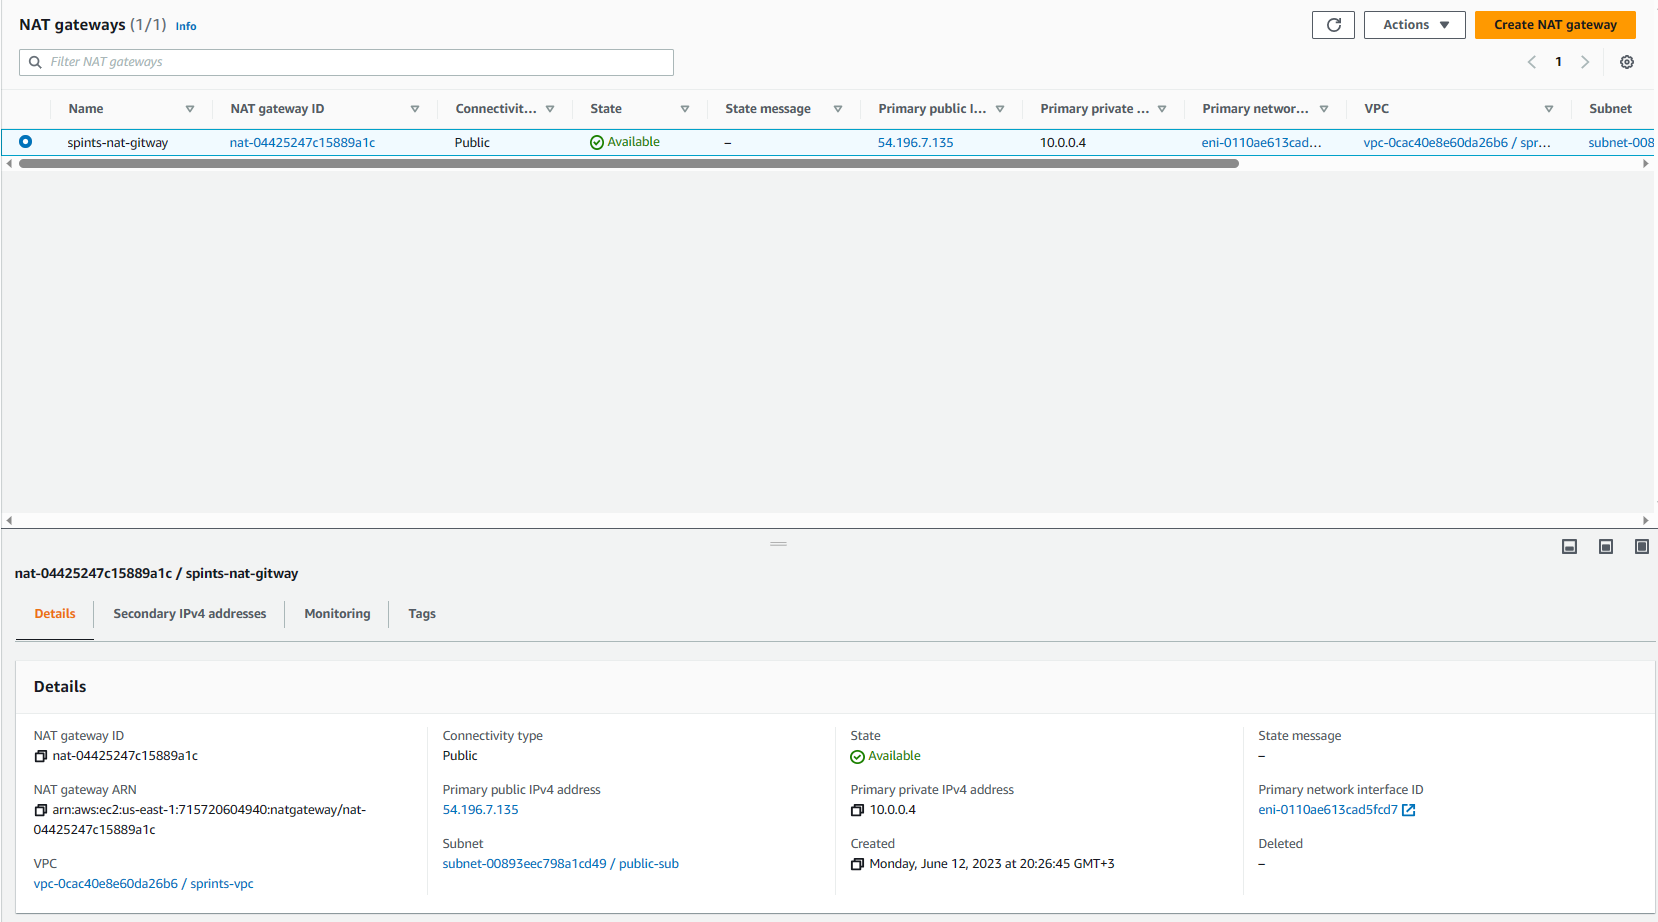 NAT gateways (1/1) Info
Actions
Create NAT gateway
Filter NAT gateways
1
Name NAT gateway ID Connectivit... State State message Primary public I... Primary private ... Primary networ... VPC Subnet
spints-nat-gitway nat-04425247c15889a1c Public Available – 54.196.7.135 10.0.0.4 eni-0110ae613cad... vpc-0cac40e8e60da26b6 / spr... subnet-008
nat-04425247c15889a1c / spints-nat-gitway
Details Secondary IPv4 addresses Monitoring Tags
Details
NAT gateway ID
nat-04425247c15889a1c
NAT gateway ARN
arn:aws:ec2:us-east-1:715720604940:natgateway/nat-
04425247c15889a1c
VPC
vpc-0cac40e8e60da26b6 / sprints-vpc
Connectivity type
Public
Primary public IPv4 address
54.196.7.135
Subnet
subnet-00893eec798a1cd49 / public-sub
State
Available
Primary private IPv4 address
10.0.0.4
Created
Monday, June 12, 2023 at 20:26:45 GMT+3
State message
–
Primary network interface ID
eni-0110ae613cad5fcd7
Deleted
–